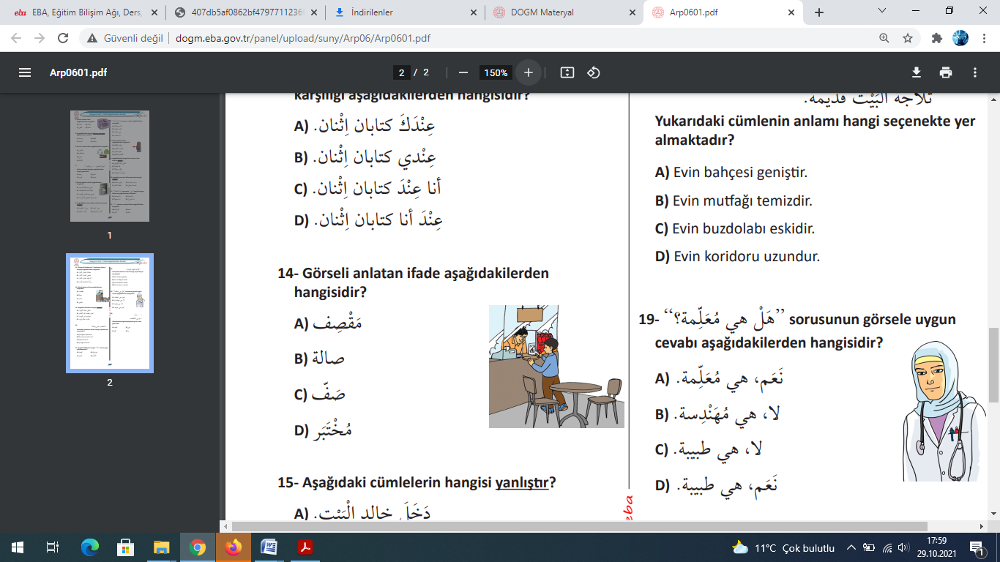 EBA, Eğitim Bilişim Ağı, Ders,
407db5af0862bf4797711236
İndirilenler
DOGM Materyal
Arp0601.pdf
Güvenli değil
dogm.eba.gov.tr/panel/upload/suny/Arp06/Arp0601.pdf
Arp0601.pdf
2 / 2
150%
1
2
karşılığı aşağıdakilerden hangisidir?
A) عِنْدَكَ كتابان اِثْنان.
B) عِنْدي كتابان اِثْنان.
C) أنا عِنْدَ كتابان اِثْنان.
D) عِنْدَ أنا كتابان اِثْنان.
14- Görseli anlatan ifade aşağıdakilerden
hangisidir?
A) مَقْصِف
B) صالة
C) صَفّ
D) مُخْتَبَر
15- Aşağıdaki cümlelerin hangisi yanlıştır?
A) دَخَلَ خالد الْبَيْت.
ثلاجة الْبَيْت قديمة.
Yukarıdaki cümlenin anlamı hangi seçenekte yer
almaktadır?
A) Evin bahçesi geniştir.
B) Evin mutfağı temizdir.
C) Evin buzdolabı eskidir.
D) Evin koridoru uzundur.
19- “هَلْ هي مُعَلِّمة؟” sorusunun görsele uygun
cevabı aşağıdakilerden hangisidir?
A) نَعَم، هي مُعَلِّمة.
B) لا، هي مُهَنْدِسة.
C) لا، هي طبيبة.
D) نَعَم، هي طبيبة.
eba
11°C Çok bulutlu
17:59
29.10.2021
1